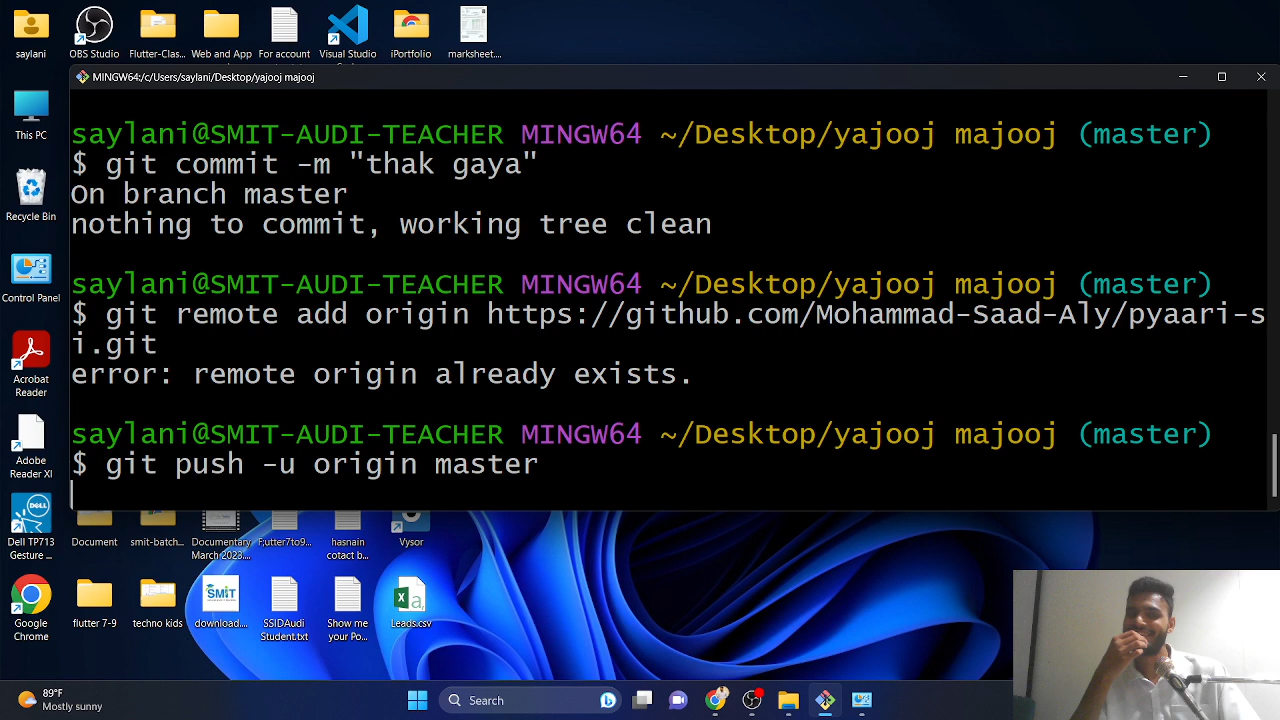 saylani
OBS Studio
Flutter-Clas...
Web and App
For account
Visual Studio
iPortfolio
marksheet...
MINGW64:/c/Users/saylani/Desktop/yajooj majooj
saylani@SMIT-AUDI-TEACHER MINGW64 ~/Desktop/yajooj majooj (master)
$ git commit -m "thak gaya"
On branch master
nothing to commit, working tree clean
saylani@SMIT-AUDI-TEACHER MINGW64 ~/Desktop/yajooj majooj (master)
$ git remote add origin https://github.com/Mohammad-Saad-Aly/pyaari-s
i.git
error: remote origin already exists.
saylani@SMIT-AUDI-TEACHER MINGW64 ~/Desktop/yajooj majooj (master)
$ git push -u origin master
This PC
Recycle Bin
Control Panel
Acrobat
Reader
Adobe
Reader XI
Dell TP713
Gesture ...
Document
smit-batch...
Documentary
March 2023...
F;utter7to9...
hasnain
cotact b...
Vysor
Google
Chrome
flutter 7-9
techno kids
SMiT
download....
SSIDAudi
Student.txt
Show me
your Po...
a
Leads.csv
DELL
89°F
Mostly sunny
Search